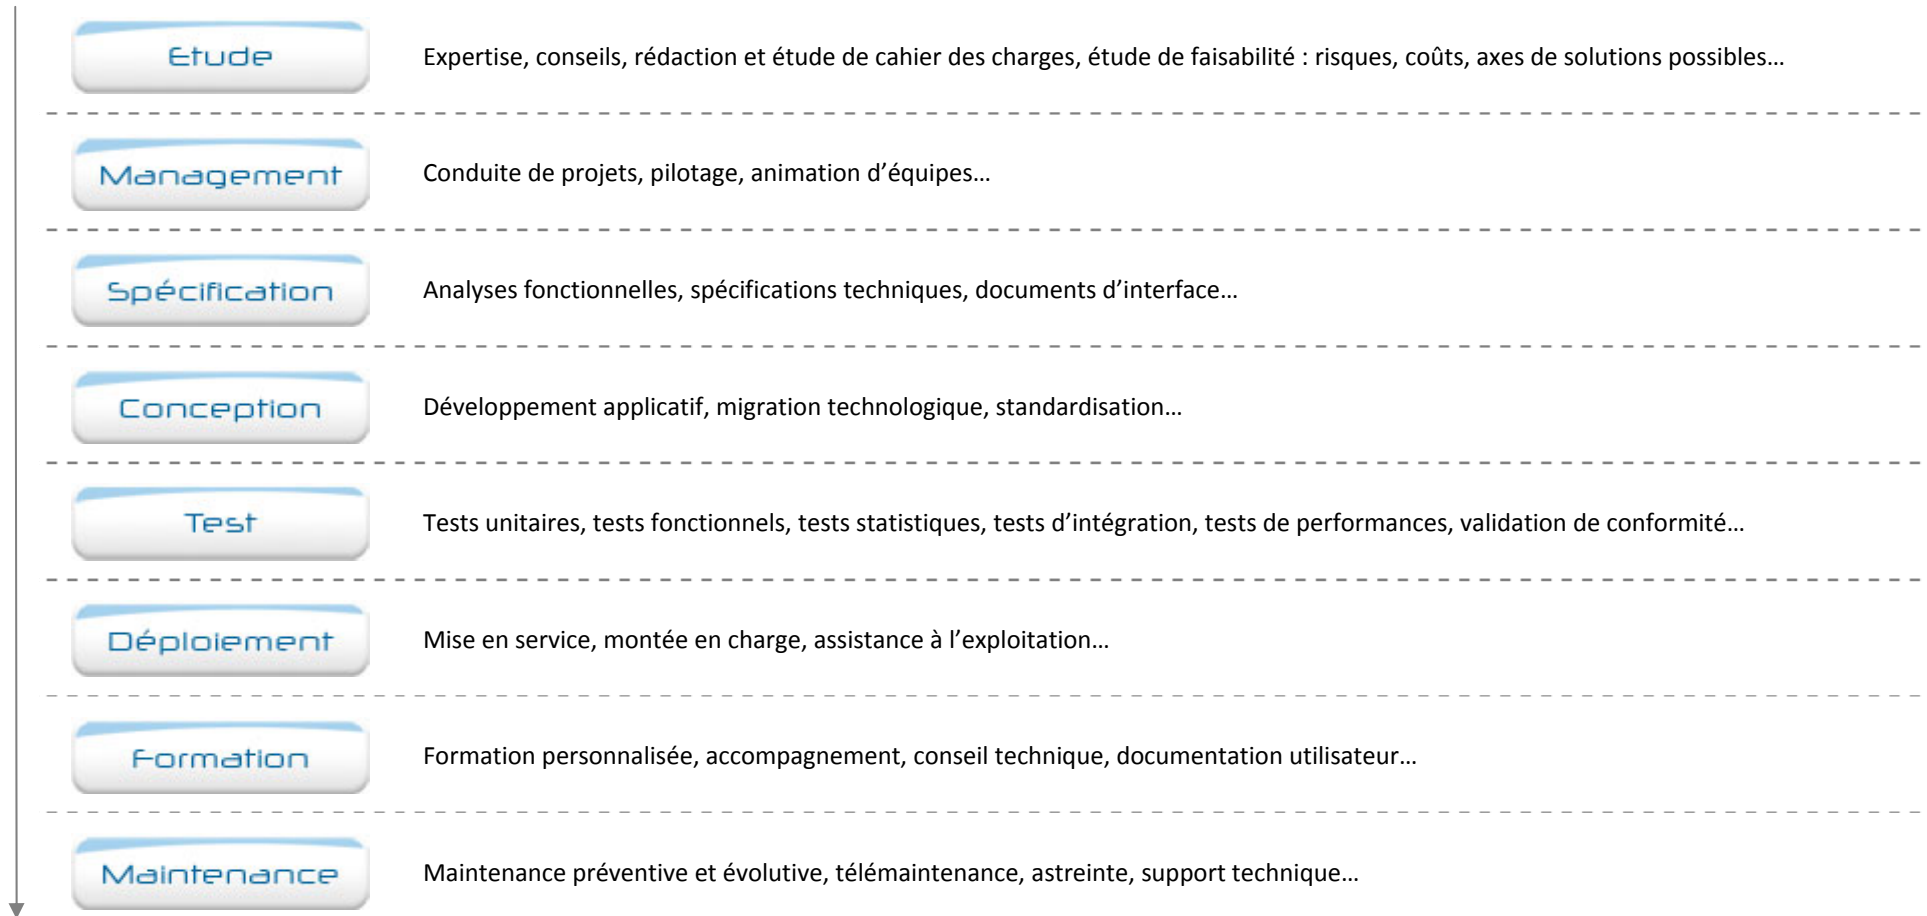 Etude
Expertise, conseils, rédaction et étude de cahier des charges, étude de faisabilité : risques, coûts, axes de solutions possibles…
Management
Conduite de projets, pilotage, animation d’équipes…
Spécification
Analyses fonctionnelles, spécifications techniques, documents d’interface…
Conception
Développement applicatif, migration technologique, standardisation…
Test
Tests unitaires, tests fonctionnels, tests statistiques, tests d’intégration, tests de performances, validation de conformité…
Déploiement
Mise en service, montée en charge, assistance à l’exploitation…
Formation
Formation personnalisée, accompagnement, conseil technique, documentation utilisateur…
Maintenance
Maintenance préventive et évolutive, télémaintenance, astreinte, support technique…